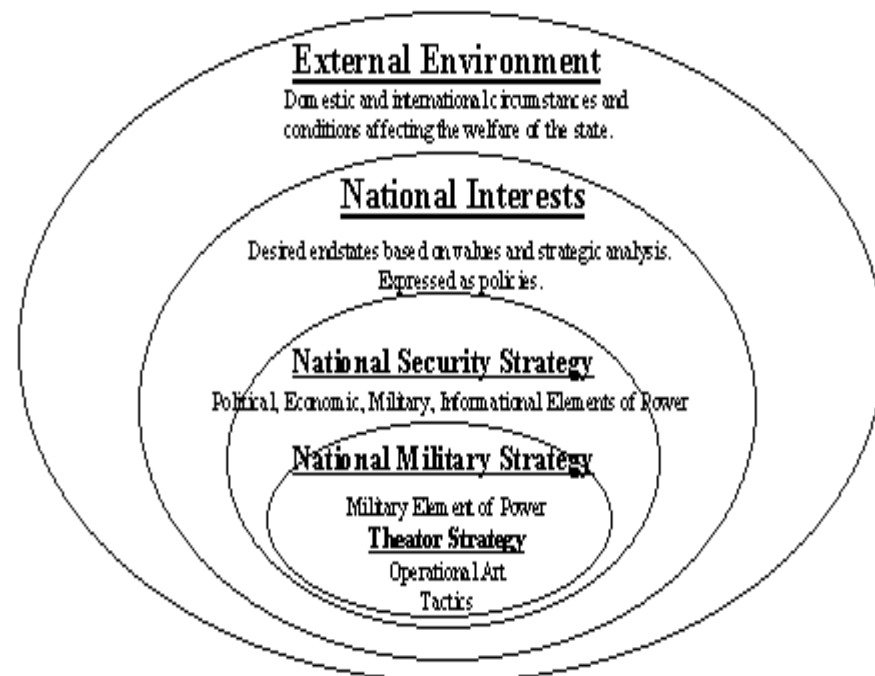 External Environment
Domestic and international circumstances and
conditions affecting the welfare of the state.
National Interests
Desired endstates based on values and strategic analysis.
Expressed as policies.
National Security Strategy
Political, Economic, Military, Informational Elements of Power
National Military Strategy
Military Element of Power
Theator Strategy
Operational Art
Tactics